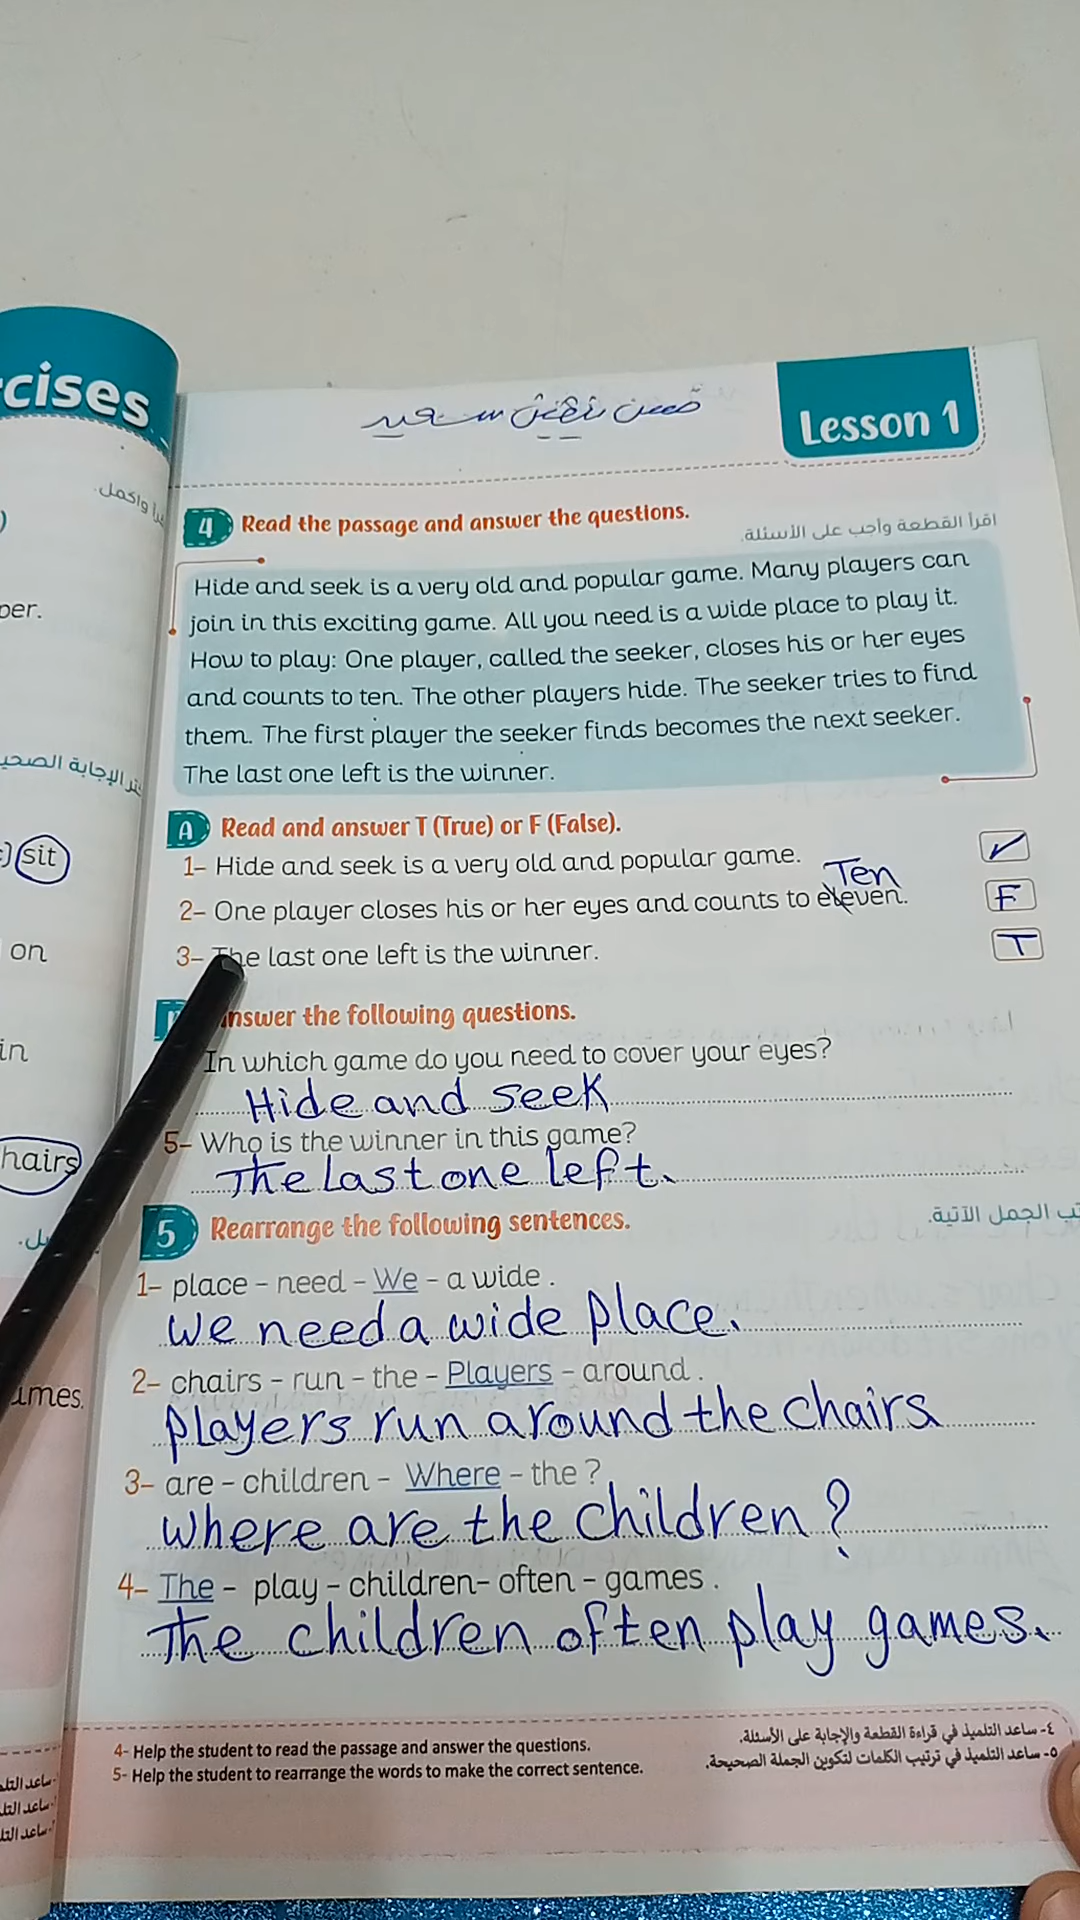 cises
Lesson 1
4 Read the passage and answer the questions.
اقرأ القطعة وأجب على الأسئلة.
Hide and seek is a very old and popular game. Many players can
join in this exciting game. All you need is a wide place to play it.
How to play: One player, called the seeker, closes his or her eyes
and counts to ten. The other players hide. The seeker tries to find
them. The first player the seeker finds becomes the next seeker.
The last one left is the winner.
A Read and answer T (True) or F (False).
1- Hide and seek is a very old and popular game. ✓
Ten
2- One player closes his or her eyes and counts to eleven. F
3- The last one left is the winner. T
nswer the following questions.
In which game do you need to cover your eyes?
Hide and seek
5- Who is the winner in this game?
The last one left.
5 Rearrange the following sentences.
ب الجمل الآتية.
1- place - need - We - a wide .
We need a wide place.
2- chairs - run - the - Players - around .
players run around the chairs
3- are - children - Where - the ?
where are the children?
4- The - play - children- often - games .
The children often play games.
4- Help the student to read the passage and answer the questions.
٤- ساعد التلميذ في قراءة القطعة والإجابة على الأسئلة.
5- Help the student to rearrange the words to make the correct sentence.
٥- ساعد التلميذ في ترتيب الكلمات لتكوين الجملة الصحيحة.
وأكمل.
per.
الإجابة
sit
on
in
hairs
ames.